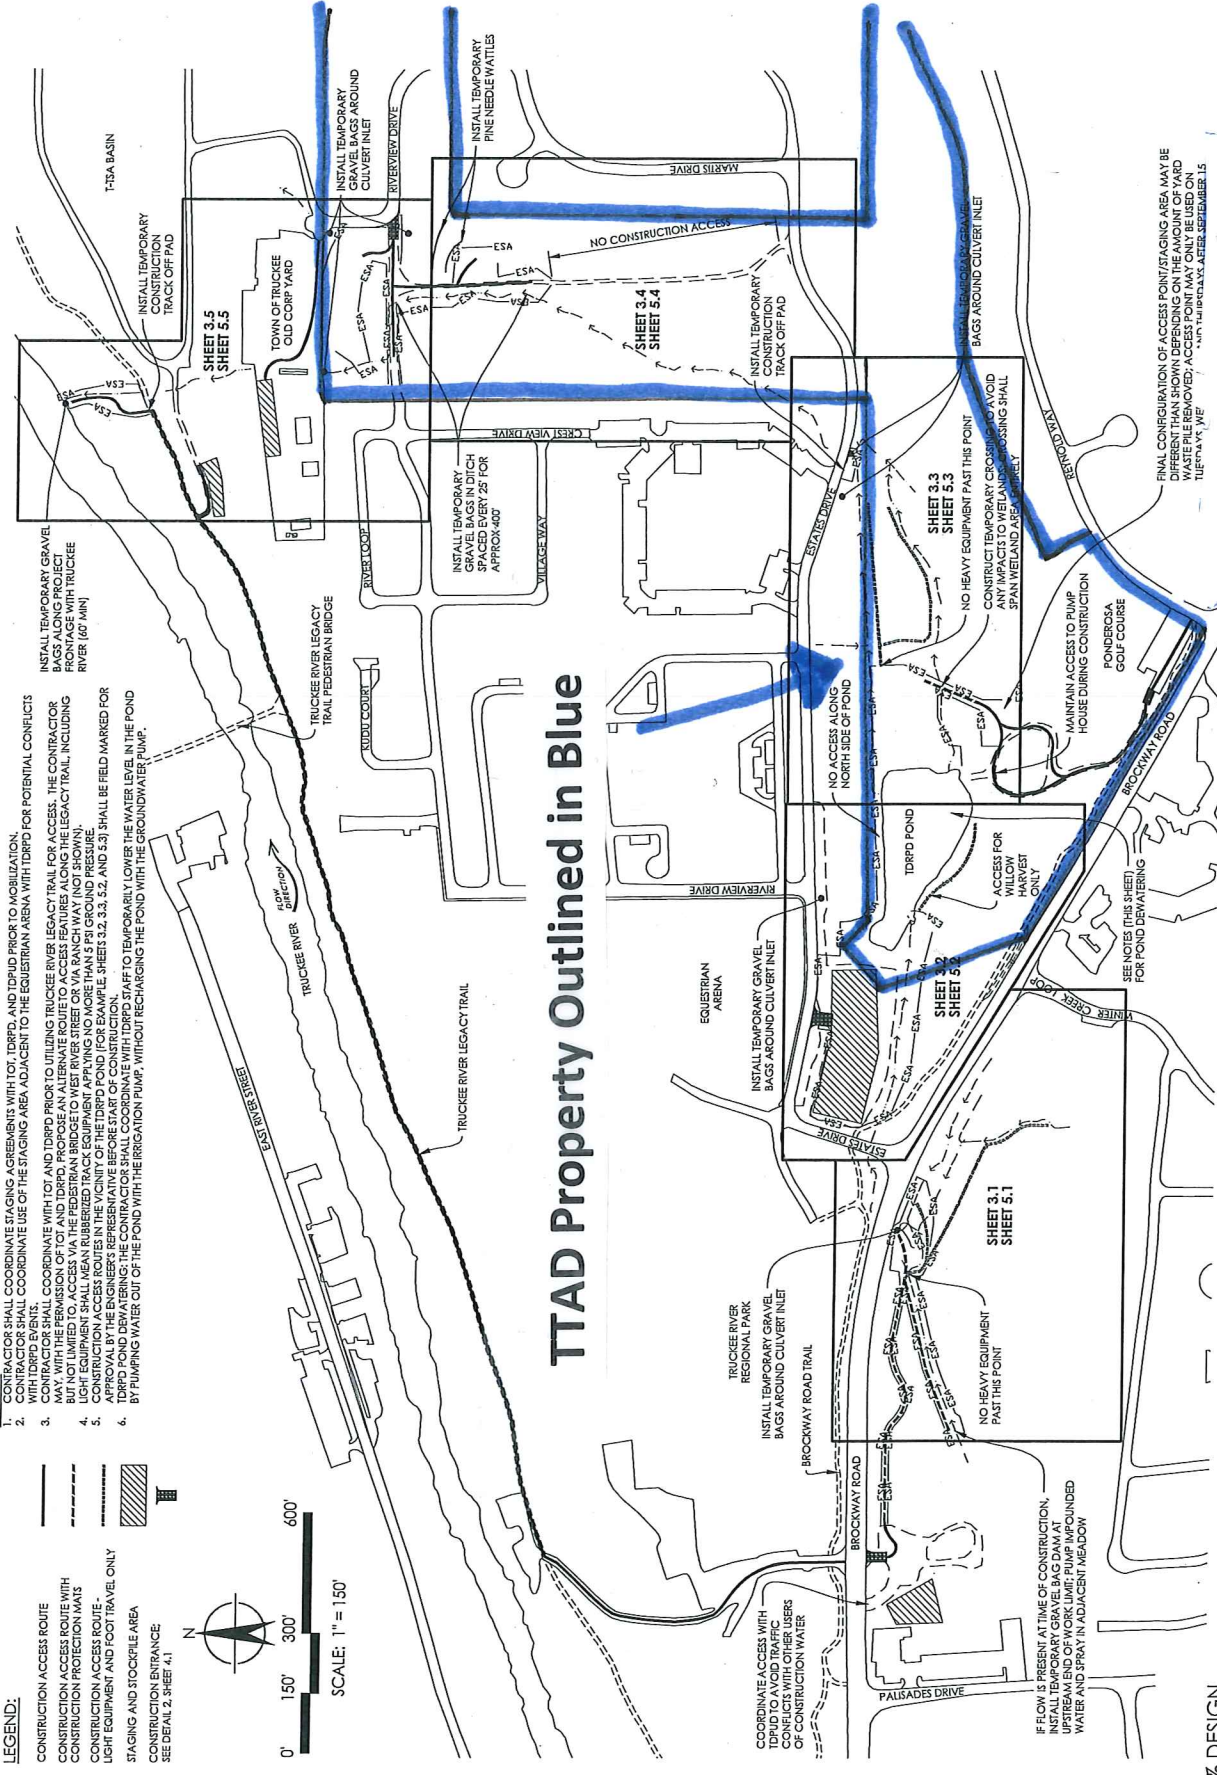 LEGEND:
CONSTRUCTION ACCESS ROUTE
CONSTRUCTION ACCESS ROUTE WITH
CONSTRUCTION PROTECTION MATS
CONSTRUCTION ACCESS ROUTE -
LIGHT EQUIPMENT AND FOOT TRAVEL ONLY
STAGING AND STOCKPILE AREA
CONSTRUCTION ENTRANCE;
SEE DETAIL 2, SHEET 4.1
N
0'
150'
300'
600'
SCALE: 1" = 150'
1. CONTRACTOR SHALL COORDINATE STAGING AGREEMENTS WITH TOT, TDRPD, AND TDPUD PRIOR TO MOBILIZATION.
2. CONTRACTOR SHALL COORDINATE USE OF THE STAGING AREA ADJACENT TO THE EQUESTRIAN ARENA WITH TDRPD FOR POTENTIAL CONFLICTS
WITH TDRPD EVENTS.
3. CONTRACTOR SHALL COORDINATE WITH TOT AND TDRPD PRIOR TO UTILIZING TRUCKEE RIVER LEGACY TRAIL FOR ACCESS. THE CONTRACTOR
MAY, WITH THE PERMISSION OF TOT AND TDRPD, PROPOSE AN ALTERNATE ROUTE TO ACCESS FEATURES ALONG THE LEGACY TRAIL, INCLUDING
BUT NOT LIMITED TO, ACCESS VIA THE PEDESTRIAN BRIDGE TO WEST RIVER STREET OR VIA RANCH WAY (NOT SHOWN).
4. LIGHT EQUIPMENT SHALL MEAN RUBBERIZED TRACK EQUIPMENT APPLYING NO MORE THAN 5 PSI GROUND PRESSURE.
5. CONSTRUCTION ACCESS ROUTES IN THE VICINITY OF THE TDRPD POND (FOR EXAMPLE, SHEETS 3.2, 3.3, 5.2, AND 5.3) SHALL BE FIELD MARKED FOR
APPROVAL BY THE ENGINEER'S REPRESENTATIVE BEFORE START OF CONSTRUCTION.
6. TDRPD POND DEWATERING: THE CONTRACTOR SHALL COORDINATE WITH TDRPD STAFF TO TEMPORARILY LOWER THE WATER LEVEL IN THE POND
BY PUMPING WATER OUT OF THE POND WITH THE IRRIGATION PUMP, WITHOUT RECHARGING THE POND WITH THE GROUNDWATER PUMP.
INSTALL TEMPORARY GRAVEL
BAGS ALONG PROJECT
FRONTAGE WITH TRUCKEE
RIVER (60' MIN)
INSTALL TEMPORARY
CONSTRUCTION
TRACK OFF PAD
T-TSA BASIN
SHEET 3.5
SHEET 5.5
TOWN OF TRUCKEE
OLD CORP YARD
INSTALL TEMPORARY
GRAVEL BAGS AROUND
CULVERT INLET
RIVERVIEW DRIVE
INSTALL TEMPORARY
PINE NEEDLE WATTLES
EAST RIVER STREET
TRUCKEE RIVER
FLOW
DIRECTION
TRUCKEE RIVER LEGACY
TRAIL PEDESTRIAN BRIDGE
TRUCKEE RIVER LEGACY TRAIL
KUDU COURT
RIVER LOOP
CREST VIEW DRIVE
VILLAGE WAY
INSTALL TEMPORARY
GRAVEL BAGS IN DITCH
SPACED EVERY 25' FOR
APPROX 400'
MARTIS DRIVE
NO CONSTRUCTION ACCESS
SHEET 3.4
SHEET 5.4
INSTALL TEMPORARY
CONSTRUCTION
TRACK OFF PAD
TTAD Property Outlined in Blue
EQUESTRIAN
ARENA
RIVERVIEW DRIVE
ESTATES DRIVE
INSTALL TEMPORARY GRAVEL
BAGS AROUND CULVERT INLET
NO ACCESS ALONG
NORTH SIDE OF POND
INSTALL TEMPORARY GRAVEL
BAGS AROUND CULVERT INLET
TDRPD POND
ACCESS FOR
WILLOW
HARVEST
ONLY
SHEET 3.3
SHEET 5.3
NO HEAVY EQUIPMENT PAST THIS POINT
CONSTRUCT TEMPORARY CROSSING TO AVOID
ANY IMPACTS TO WETLANDS. CROSSING SHALL
SPAN WETLAND AREA ENTIRELY
REYNOLD WAY
MAINTAIN ACCESS TO PUMP
HOUSE DURING CONSTRUCTION
PONDEROSA
GOLF COURSE
BROCKWAY ROAD
FINAL CONFIGURATION OF ACCESS POINT/STAGING AREA MAY BE
DIFFERENT THAN SHOWN DEPENDING ON THE AMOUNT OF YARD
WASTE PILE REMOVED; ACCESS POINT MAY ONLY BE USED ON
TUESDAYS, WE THURSDAYS AFTER SEPTEMBER 15
SEE NOTES (THIS SHEET)
FOR POND DEWATERING
SHEET 3.2
SHEET 5.2
WINTER CREEK LOOP
ESTATES DRIVE
TRUCKEE RIVER
REGIONAL PARK
INSTALL TEMPORARY GRAVEL
BAGS AROUND CULVERT INLET
BROCKWAY ROAD TRAIL
BROCKWAY ROAD
SHEET 3.1
SHEET 5.1
NO HEAVY EQUIPMENT
PAST THIS POINT
COORDINATE ACCESS WITH
TDPUD TO AVOID TRAFFIC
CONFLICTS WITH OTHER USERS
OF CONSTRUCTION WATER
PALISADES DRIVE
IF FLOW IS PRESENT AT TIME OF CONSTRUCTION,
INSTALL TEMPORARY GRAVEL BAG DAM AT
UPSTREAM END OF WORK LIMIT; PUMP IMPOUNDED
WATER AND SPRAY IN ADJACENT MEADOW
ESA
% DESIGN